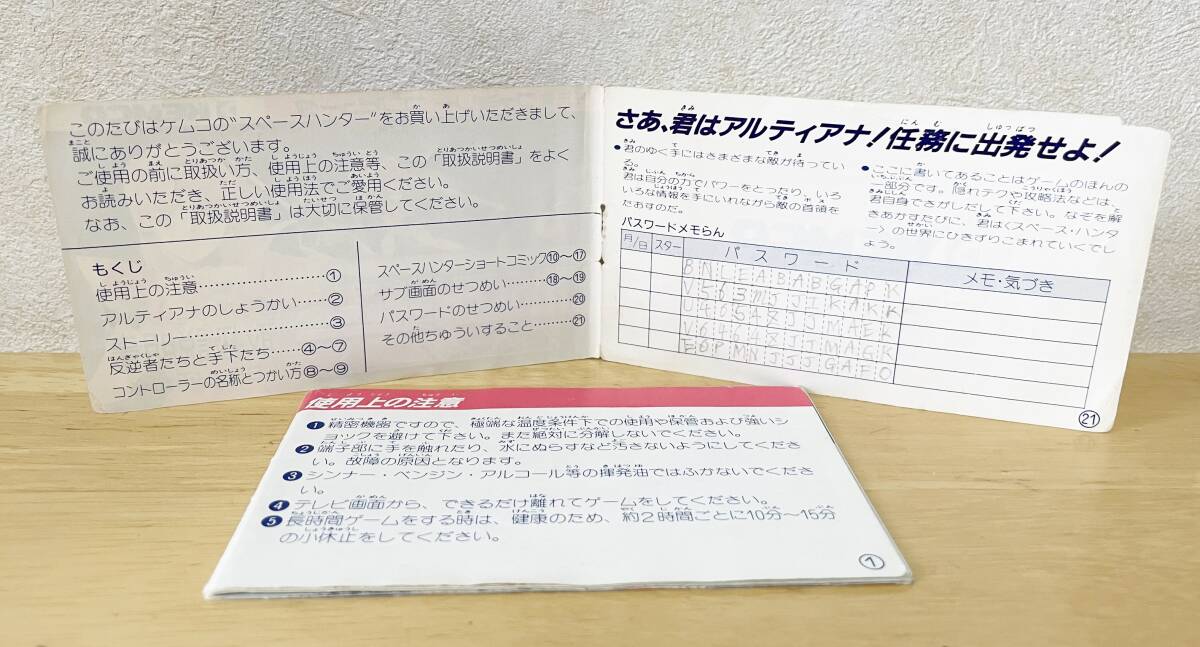 このたびはケムコの“スペースハンター”をお買い上げいただきまして、
誠にありがとうございます。
ご使用の前に取扱い方、使用上の注意等、この「取扱説明書」をよく
お読みいただき、正しい使用法でご愛用ください。
なお、この「取扱説明書」は大切に保管してください。
もくじ
使用上の注意……………………①
アルティアナのしょうかい………②
ストーリー………………………③
反逆者たちと手下たち……④〜⑦
コントローラーの名称とつかい方⑧〜⑨
スペースハンターショートコミック⑩〜⑰
サブ画面のせつめい………⑱〜⑲
パスワードのせつめい…………⑳
その他ちゅういすること………㉑
さあ、君はアルティアナ!任務に出発せよ!
●君のゆく手にはさまざまな敵が待ってい
る。
君は自分の力でパワーをとったり、いろ
いろな情報を手にいれながら敵の首領を
たおすのだ。
●ここに書いてあることはゲームのほんの
一部分です。隠れテクや攻略法などは、
君自身でさがしだして下さい。なぞを解
きあかすたびに、君は〈スペース・ハンタ
ー〉の世界にひきずりこまれていくでし
ょう。
パスワードメモらん
月/日 スター パスワード メモ・気づき
BNLEABABGAPK
V563MJJIKAK
U4054XJJMAEK
V6464XJJMAGK
EOPMNJJJGAFO
㉑
使用上の注意
❶精密機器ですので、極端な温度条件下での使用や保管および強いシ
ョックを避けて下さい。また絶対に分解しないでください。
❷端子部に手を触れたり、水にぬらすなど汚さないようにしてくださ
い。故障の原因となります。
❸シンナー・ベンジン・アルコール等の揮発油ではふかないでくださ
い。
❹テレビ画面から、できるだけ離れてゲームをしてください。
❺長時間ゲームをする時は、健康のため、約2時間ごとに10分〜15分
の小休止をしてください。
①